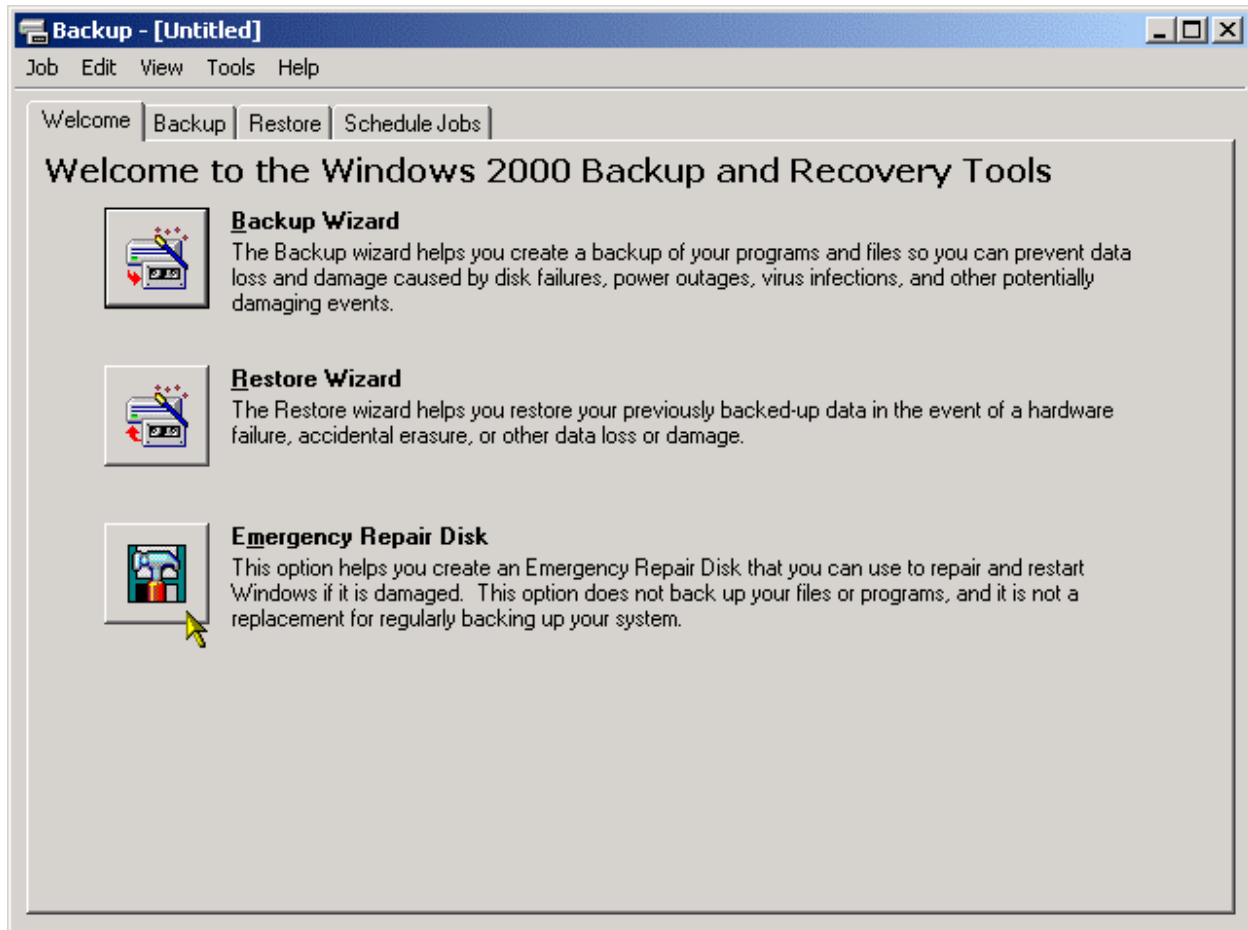 Backup - [Untitled]
Job Edit View Tools Help
Welcome Backup Restore Schedule Jobs
Welcome to the Windows 2000 Backup and Recovery Tools
Backup Wizard
The Backup wizard helps you create a backup of your programs and files so you can prevent data
loss and damage caused by disk failures, power outages, virus infections, and other potentially
damaging events.
Restore Wizard
The Restore wizard helps you restore your previously backed-up data in the event of a hardware
failure, accidental erasure, or other data loss or damage.
Emergency Repair Disk
This option helps you create an Emergency Repair Disk that you can use to repair and restart
Windows if it is damaged.  This option does not back up your files or programs, and it is not a
replacement for regularly backing up your system.